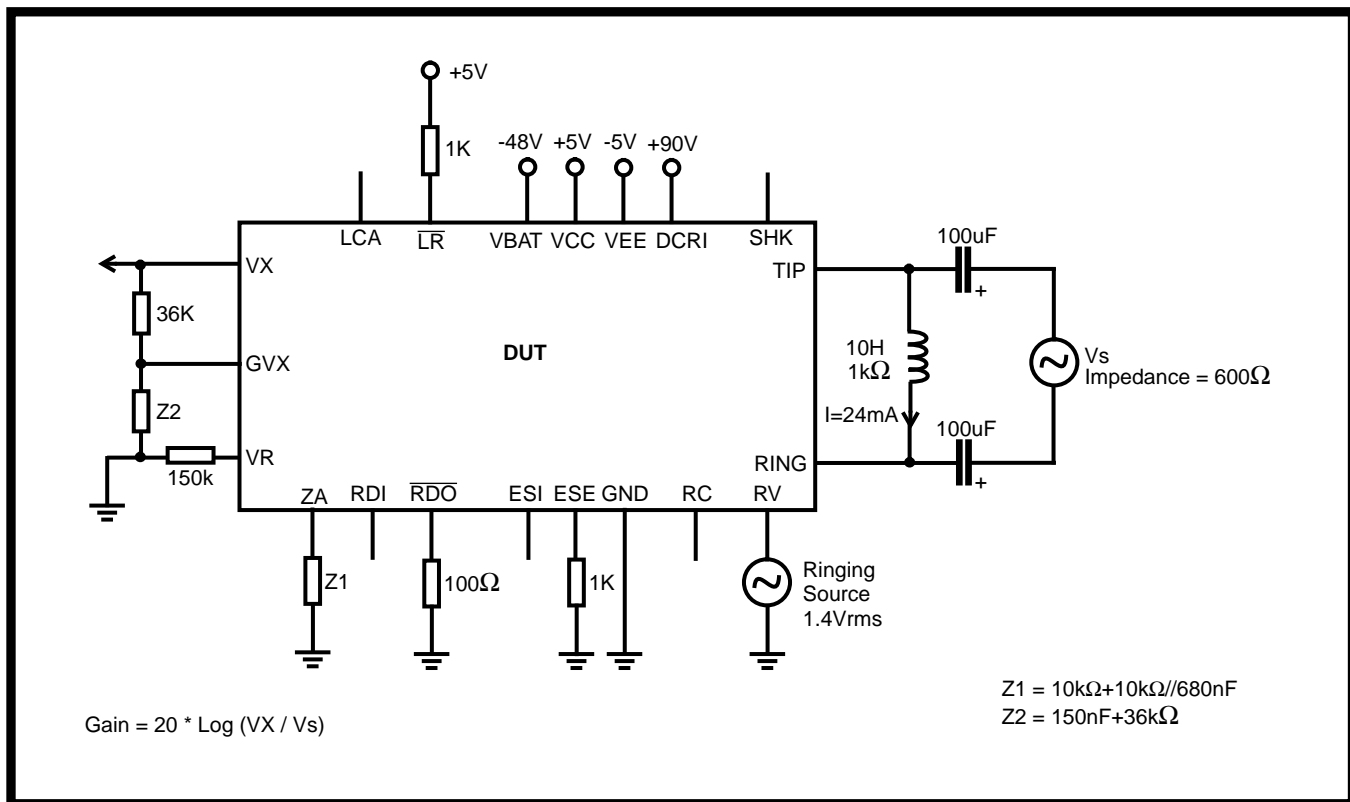 +5V
1K
-48V +5V -5V +90V
LCA LR VBAT VCC VEE DCRI SHK
100uF
+
VX TIP
36K
DUT
10H
1kΩ
Vs
Impedance = 600Ω
GVX
Z2
I=24mA
100uF
+
VR RING
150k
ZA RDI RDO ESI ESE GND RC RV
Z1
100Ω
1K
Ringing
Source
1.4Vrms
Z1 = 10kΩ+10kΩ//680nF
Z2 = 150nF+36kΩ
Gain = 20 * Log (VX / Vs)